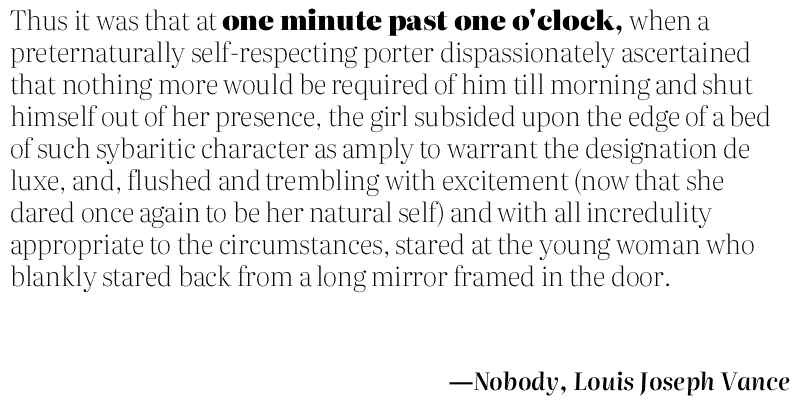 Thus it was that at one minute past one o'clock, when a
preternaturally self-respecting porter dispassionately ascertained
that nothing more would be required of him till morning and shut
himself out of her presence, the girl subsided upon the edge of a bed
of such sybaritic character as amply to warrant the designation de
luxe, and, flushed and trembling with excitement (now that she
dared once again to be her natural self) and with all incredulity
appropriate to the circumstances, stared at the young woman who
blankly stared back from a long mirror framed in the door.
—Nobody, Louis Joseph Vance